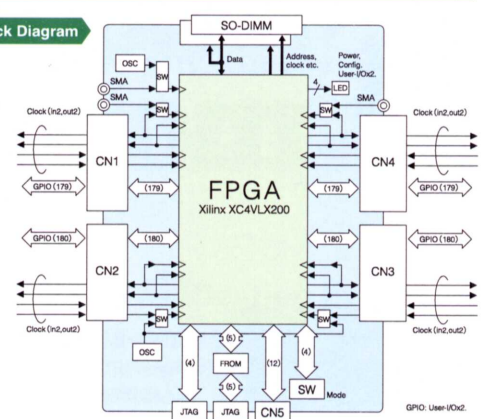 ck Diagram
SO-DIMM
OSC
SW
Data
Address,
clock etc.
Power,
Config.
User-I/Ox2.
4
LED
SMA
SMA
SW
SW
SMA
Clock (in2,out2)
Clock (in2,out2)
CN1
CN4
FPGA
Xilinx XC4VLX200
GPIO (179)
(179)
(179)
GPIO (179)
GPIO (180)
(180)
(180)
GPIO (180)
CN2
CN3
Clock (in2,out2)
SW
SW
Clock (in2,out2)
OSC
(4)
(5)
(12)
(4)
FROM
(5)
SW
Mode
JTAG
JTAG
CN5
GPIO: User-I/Ox2.